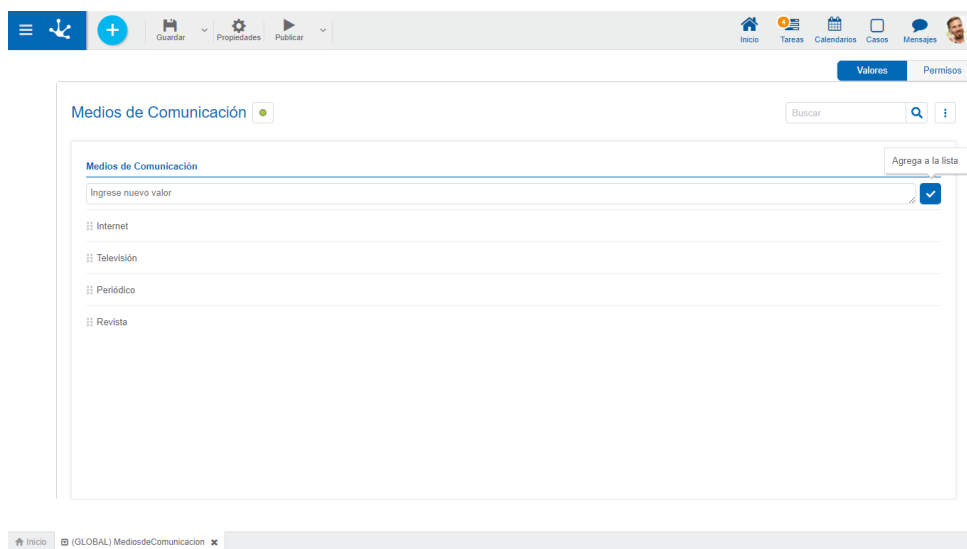 Guardar
Propiedades
Publicar
Inicio
4
Tareas
Calendarios
Casos
Mensajes
Valores
Permisos
Medios de Comunicación
Buscar
Agrega a la lista
Medios de Comunicación
Ingrese nuevo valor
Internet
Televisión
Periódico
Revista
Inicio
(GLOBAL) MediosdeComunicacion